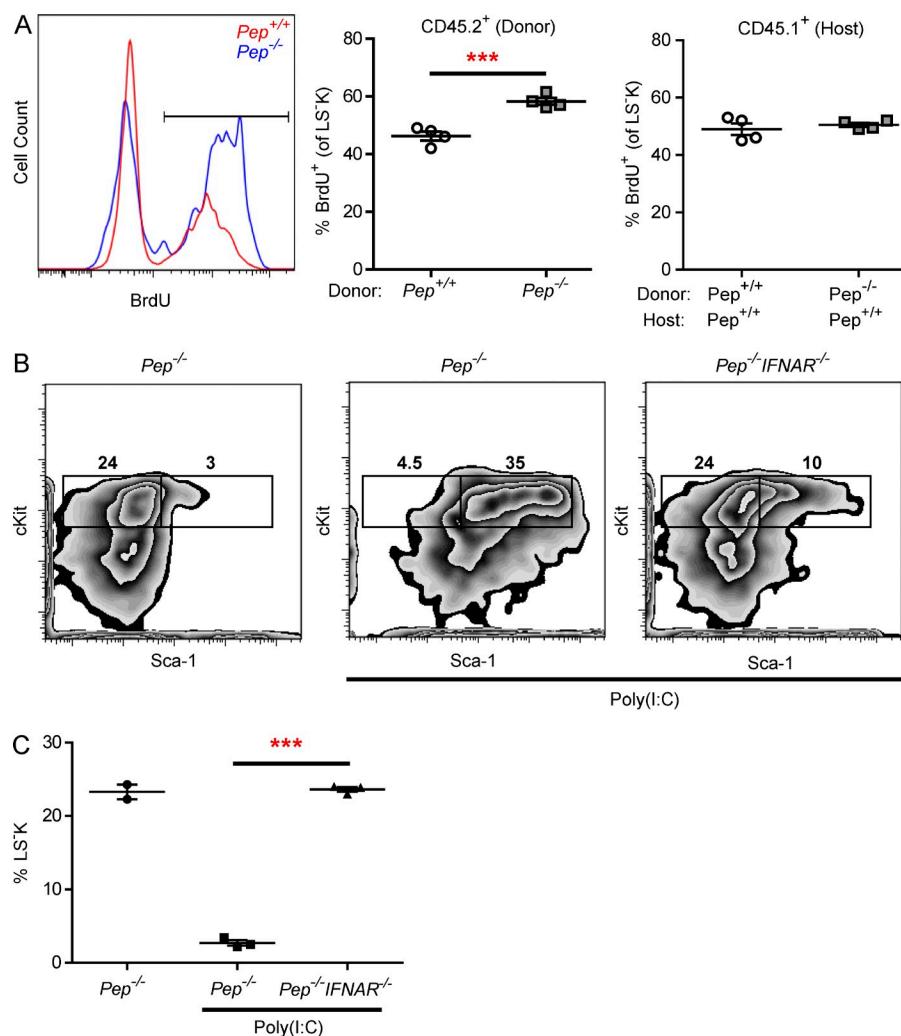 A
Pep+/+
Pep-/-
Cell Count
BrdU
CD45.2+ (Donor)
***
% BrdU+ (of LS-K)
80
60
40
20
0
Donor: Pep+/+ Pep-/-
CD45.1+ (Host)
% BrdU+ (of LS-K)
80
60
40
20
0
Donor: Pep+/+ Pep-/-
Host: Pep+/+ Pep+/+
B
Pep-/-
24 3
cKit
Sca-1
Pep-/-
4.5 35
cKit
Sca-1
Pep-/-IFNAR-/-
24 10
cKit
Sca-1
Poly(I:C)
C
***
% LS-K
30
20
10
0
Pep-/- Pep-/- Pep-/-IFNAR-/-
Poly(I:C)